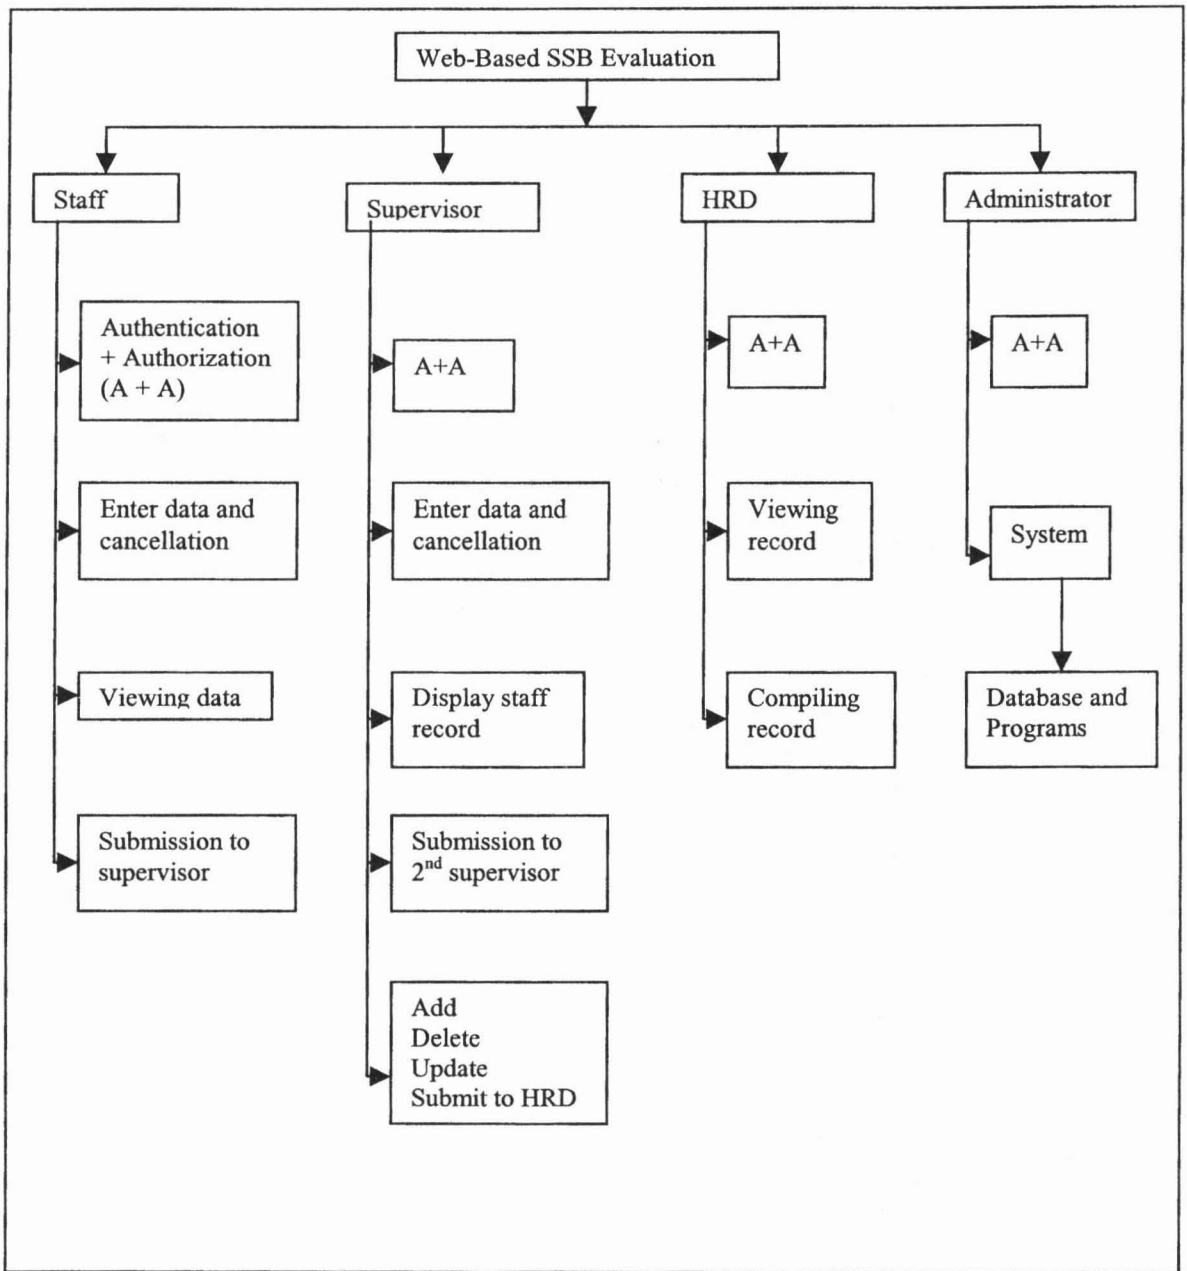 Web-Based SSB Evaluation
Staff
Supervisor
HRD
Administrator
Authentication
+ Authorization
(A + A)
Enter data and
cancellation
Viewing data
Submission to
supervisor
A+A
Enter data and
cancellation
Display staff
record
Submission to
2nd supervisor
Add
Delete
Update
Submit to HRD
A+A
Viewing
record
Compiling
record
A+A
System
Database and
Programs